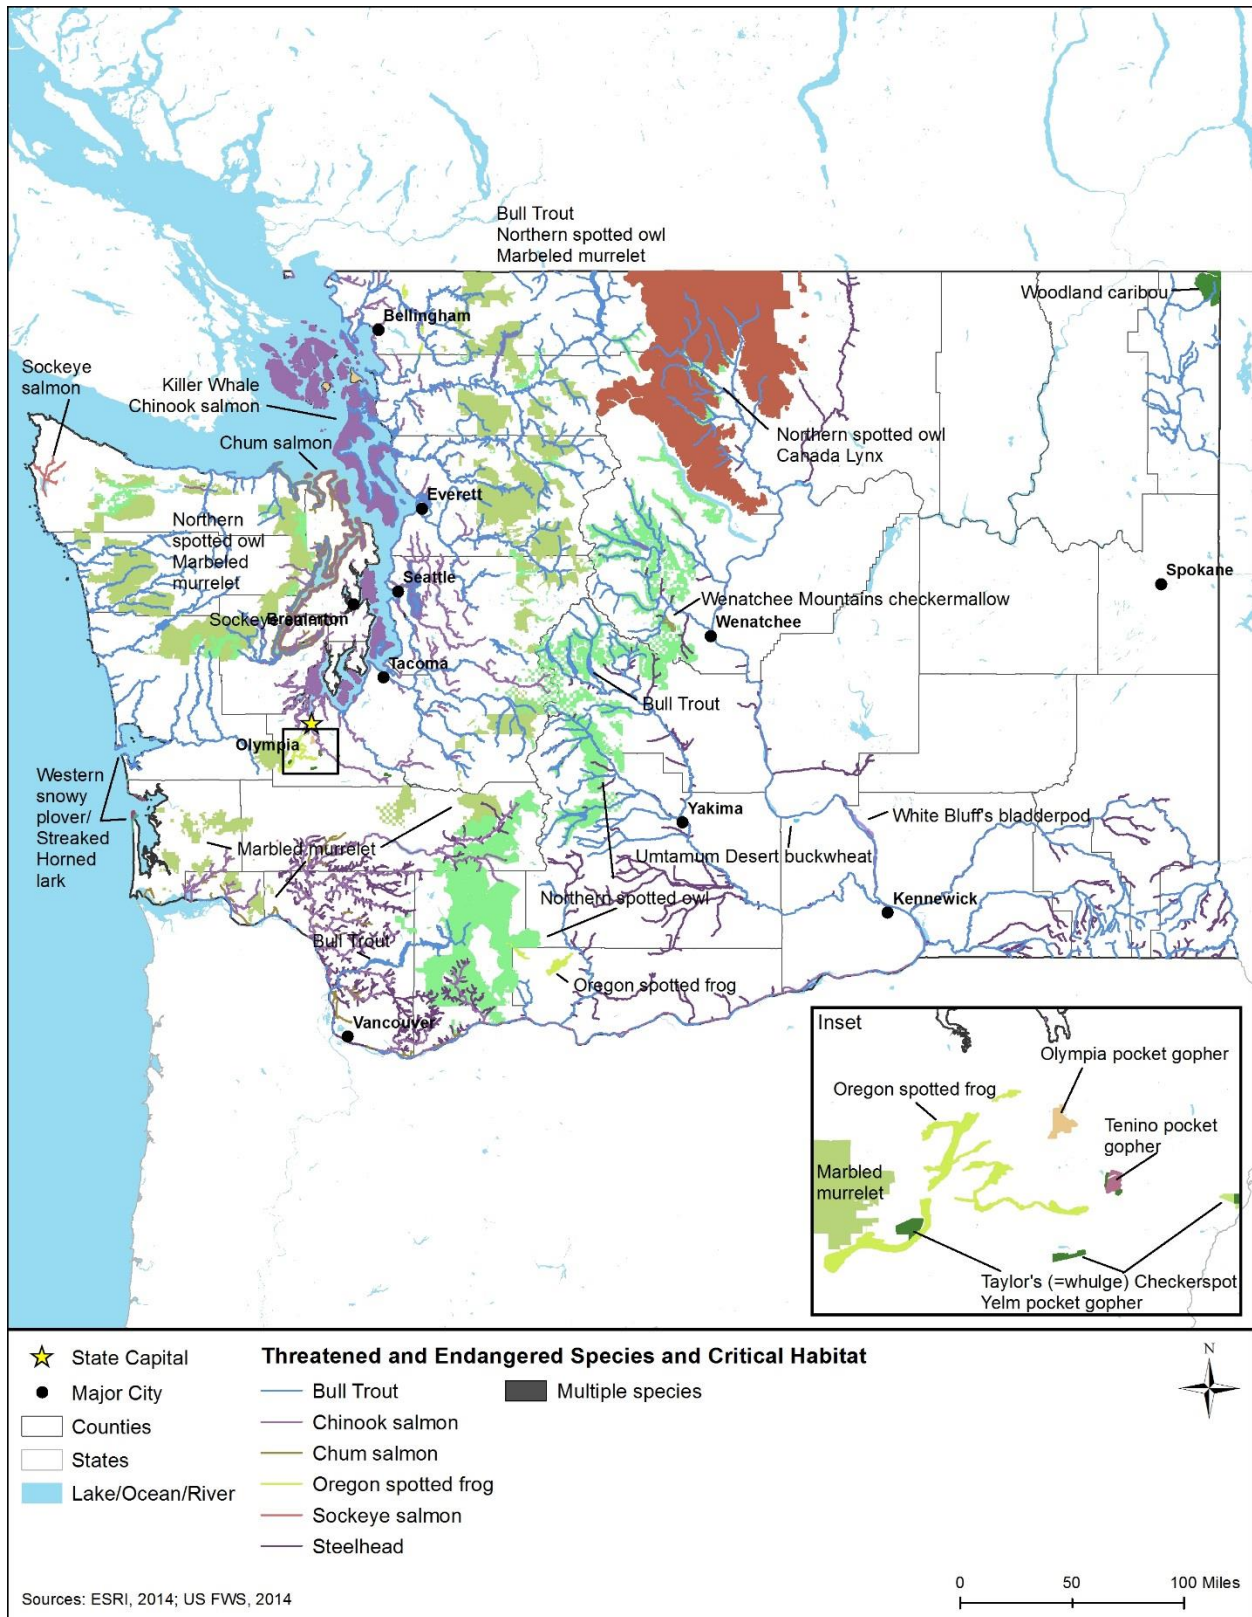 Bull Trout
Northern spotted owl
Marbeled murrelet
Woodland caribou
Bellingham
Sockeye
salmon
Killer Whale
Chinook salmon
Chum salmon
Northern spotted owl
Canada Lynx
Everett
Northern
spotted owl
Marbeled
murrelet
Seattle
Spokane
Wenatchee Mountains checkermallow
Sockeye salmon
Bremerton
Wenatchee
Tacoma
Bull Trout
Olympia
Western
snowy
plover/
Streaked
Horned
lark
Yakima
White Bluff's bladerpod
Marbled murrelet
Umtamum Desert buckwheat
Northern spotted owl
Kennewick
Bull Trout
Oregon spotted frog
Vancouver
Inset
Olympia pocket gopher
Oregon spotted frog
Tenino pocket
gopher
Marbled
murrelet
Taylor's (=whulge) Checkerspot
Yelm pocket gopher
State Capital
Major City
Counties
States
Lake/Ocean/River
Threatened and Endangered Species and Critical Habitat
Bull Trout
Chinook salmon
Chum salmon
Oregon spotted frog
Sockeye salmon
Steelhead
Multiple species
N
0 50 100 Miles
Sources: ESRI, 2014; US FWS, 2014